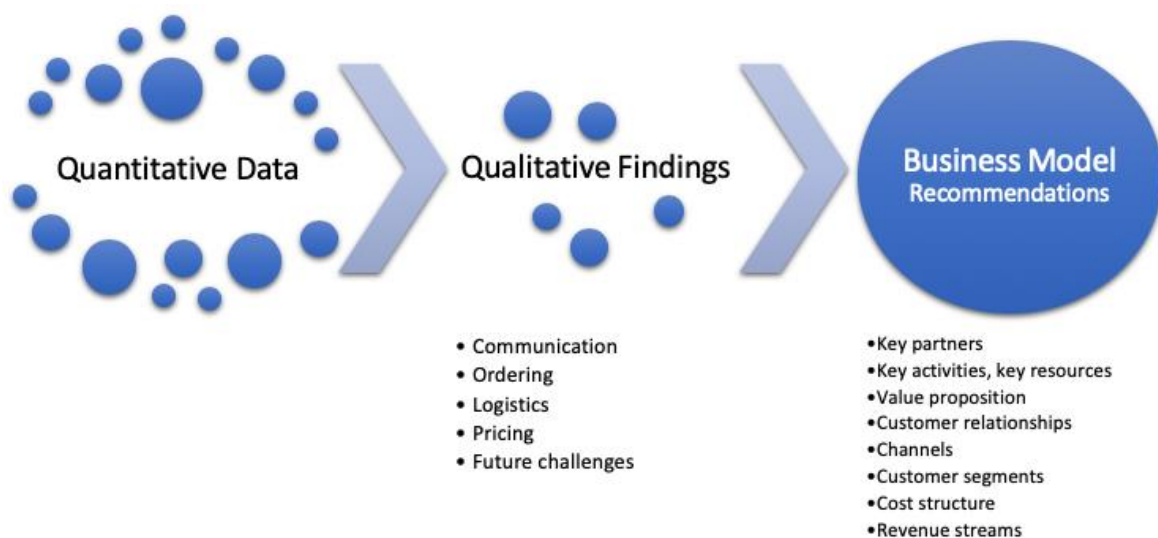 Quantitative Data
Qualitative Findings
Business Model
Recommendations
• Communication
• Ordering
• Logistics
• Pricing
• Future challenges
•Key partners
•Key activities, key resources
•Value proposition
•Customer relationships
•Channels
•Customer segments
•Cost structure
•Revenue streams